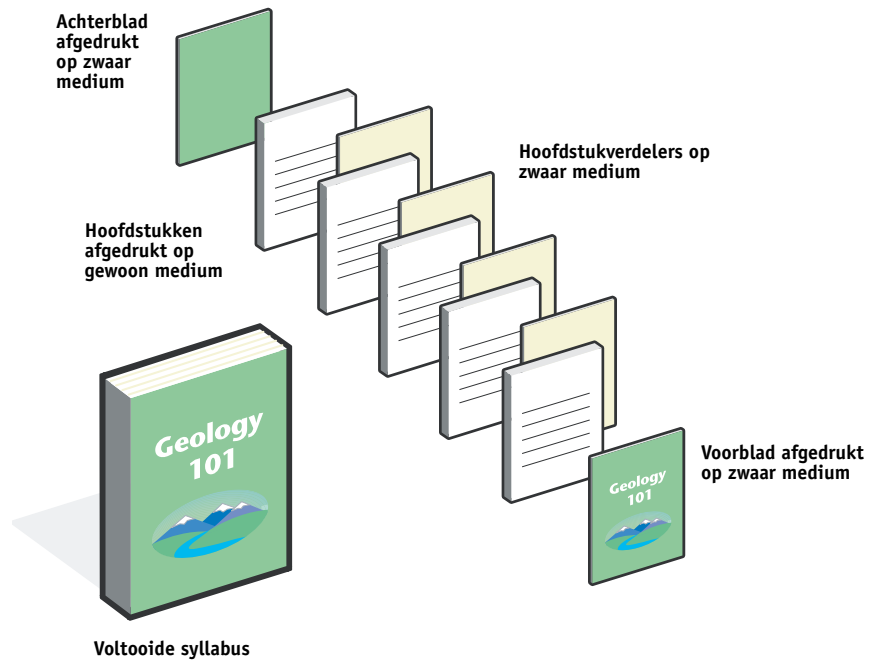 Achterblad
afgedrukt
op zwaar
medium
Hoofdstukverdelers op
zwaar medium
Hoofdstukken
afgedrukt op
gewoon medium
Geology
101
Voorblad afgedrukt
op zwaar medium
Geology
101
Voltooide syllabus